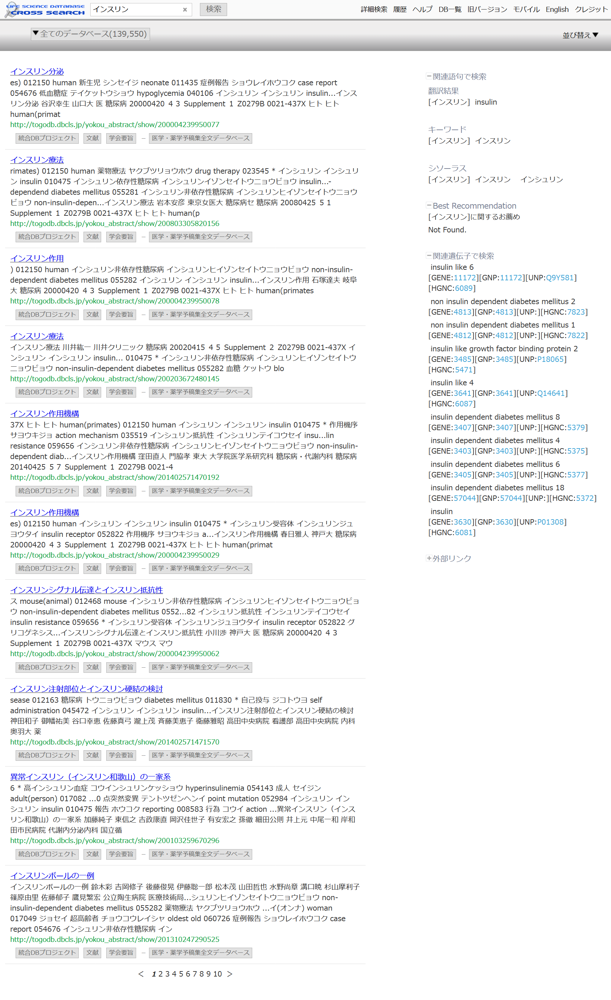 LIFE SCIENCE DATABASE
CROSS SEARCH
インスリン
×
検索
詳細検索 履歴 ヘルプ DB一覧 旧バージョン モバイル English クレジット
▼全てのデータベース(139,550)
並び替え▼
インスリン分泌
es) 012150 human 新生児 シンセイジ neonate 011435 症例報告 ショウレイホウコク case report
054676 低血糖症 テイケットウショウ hypoglycemia 040106 インシュリン インシュリン insulin...インス
リン分泌 谷沢幸生 山口大 医 糖尿病 20000420 ４３ Supplement １ Z0279B 0021-437X ヒト ヒト
human(primat
http://togodb.dbcls.jp/yokou_abstract/show/200004239950077
統合DBプロジェクト 文献 学会要旨 － 医学・薬学予稿集全文データベース
インスリン療法
rimates) 012150 human 薬物療法 ヤクブツリョウホウ drug therapy 023545 * インシュリン インシュリ
ン insulin 010475 インシュリン依存性糖尿病 インシュリンイゾンセイトウニョウビョウ insulin...-
dependend diabetes mellitus 055281 インシュリン非依存性糖尿病 インシュリンヒイゾンセイトウニョウ
ビョウ non-insulin-depen...インスリン療法 岩本安彦 東京女医大 糖尿病セ 糖尿病 20080425 ５１
Supplement １ Z0279B 0021-437X ヒト ヒト human(p
http://togodb.dbcls.jp/yokou_abstract/show/200803305820156
統合DBプロジェクト 文献 学会要旨 － 医学・薬学予稿集全文データベース
インスリン作用
) 012150 human インシュリン非依存性糖尿病 インシュリンヒイゾンセイトウニョウビョウ non-insulin-
dependent diabetes mellitus 055282 インシュリン インシュリン insulin...インスリン作用 石塚達夫 岐阜
大 糖尿病 20000420 ４３ Supplement １ Z0279B 0021-437X ヒト ヒト human(primates
http://togodb.dbcls.jp/yokou_abstract/show/200004239950078
統合DBプロジェクト 文献 学会要旨 － 医学・薬学予稿集全文データベース
インスリン療法
インスリン療法 川井紘一 川井クリニック 糖尿病 20020415 ４５ Supplement ２ Z0279B 0021-437X イ
ンシュリン インシュリン insulin... 010475 * インシュリン非依存性糖尿病 インシュリンヒイゾンセイトウ
ニョウビョウ non-insulin-dependent diabetes mellitus 055282 血糖 ケットウ blo
http://togodb.dbcls.jp/yokou_abstract/show/200203672480145
統合DBプロジェクト 文献 学会要旨 － 医学・薬学予稿集全文データベース
インスリン作用機構
37X ヒト ヒト human(primates) 012150 human インシュリン インシュリン insulin 010475 * 作用機序
サヨウキジョ action mechanism 035519 インシュリン抵抗性 インシュリンテイコウセイ insu...lin
resistance 059656 インシュリン非依存性糖尿病 インシュリンヒイゾンセイトウニョウビョウ non-insulin-
dependent diab...インスリン作用機構 窪田直人 門脇孝 東大 大学院医学系研究科 糖尿病・代謝内科 糖尿病
20140425 ５７ Supplement １ Z0279B 0021-4
http://togodb.dbcls.jp/yokou_abstract/show/201402571470192
統合DBプロジェクト 文献 学会要旨 － 医学・薬学予稿集全文データベース
インスリン作用機構
es) 012150 human インシュリン インシュリン insulin 010475 * インシュリン受容体 インシュリンジュ
ヨウタイ insulin receptor 052822 作用機序 サヨウキジョ a...インスリン作用機構 春日雅人 神戸大 糖尿病
20000420 ４３ Supplement １ Z0279B 0021-437X ヒト ヒト human(primat
http://togodb.dbcls.jp/yokou_abstract/show/200004239950029
統合DBプロジェクト 文献 学会要旨 － 医学・薬学予稿集全文データベース
インスリンシグナル伝達とインスリン抵抗性
ス mouse(animal) 012468 mouse インシュリン非依存性糖尿病 インシュリンヒイゾンセイトウニョウビョ
ウ non-insulin-dependent diabetes mellitus 0552...82 インシュリン抵抗性 インシュリンテイコウセイ
insulin resistance 059656 * インシュリン受容体 インシュリンジュヨウタイ insulin receptor 052822 グ
リコゲネシス...インスリンシグナル伝達とインスリン抵抗性 小川渉 神戸大 医 糖尿病 20000420 ４３
Supplement １ Z0279B 0021-437X マウス マウ
http://togodb.dbcls.jp/yokou_abstract/show/200004239950062
統合DBプロジェクト 文献 学会要旨 － 医学・薬学予稿集全文データベース
インスリン注射部位とインスリン硬結の検討
sease 012163 糖尿病 トウニョウビョウ diabetes mellitus 011830 * 自己投与 ジコトウヨ self
administration 045472 インシュリン インシュリン insulin...インスリン注射部位とインスリン硬結の検討
神田和子 御幡祐美 谷口幸恵 佐藤真弓 瀧上茂 斉藤美恵子 衛藤雅昭 高田中央病院 看護部 高田中央病院 内科
奥羽大 薬
http://togodb.dbcls.jp/yokou_abstract/show/201402571471570
統合DBプロジェクト 文献 学会要旨 － 医学・薬学予稿集全文データベース
異常インスリン（インスリン和歌山）の一家系
6 * 高インシュリン血症 コウインシュリンケッショウ hyperinsulinemia 054143 成人 セイジン
adult(person) 017082 ...0 点突然変異 テントツゼンヘンイ point mutation 052984 インシュリン イン
シュリン insulin 010475 報告 ホウコク reporting 008583 行為 コウイ action ...異常インスリン（インス
リン和歌山）の一家系 加藤純子 東信之 吉政康直 岡沢佳世子 有安宏之 孫徹 細田公則 井上元 中尾一和 岸和
田市民病院 代謝内分泌内科 国立循
http://togodb.dbcls.jp/yokou_abstract/show/200103259670296
統合DBプロジェクト 文献 学会要旨 － 医学・薬学予稿集全文データベース
インスリンボールの一例
インスリンボールの一例 鈴木彩 吉岡修子 後藤俊晃 伊藤聡一郎 松本茂 山田哲也 水野尚章 溝口暁 杉山摩利子
篠原由里 佐藤郁子 鷹見繁宏 公立陶生病院 医療技術局...シュリンヒイゾンセイトウニョウビョウ non-
insulin-dependent diabetes mellitus 055282 薬物療法 ヤクブツリョウホウ ...イ(オンナ) woman
017049 ジョセイ 超高齢者 チョウコウレイシャ oldest old 060726 症例報告 ショウレイホウコク case
report 054676 インシュリン非依存性糖尿病 イン
http://togodb.dbcls.jp/yokou_abstract/show/201310247290525
統合DBプロジェクト 文献 学会要旨 － 医学・薬学予稿集全文データベース
＜ 1 2 3 4 5 6 7 8 9 10 ＞
関連語句で検索
翻訳結果
[インスリン] insulin
キーワード
[インスリン] インスリン
シソーラス
[インスリン] インスリン インシュリン
Best Recommendation
[インスリン]に関するお薦め
Not Found.
関連遺伝子で検索
insulin like 6
[GENE:11172][GNP:11172][UNP:Q9Y581]
[HGNC:6089]
non insulin dependent diabetes mellitus 2
[GENE:4813][GNP:4813][UNP:][HGNC:7823]
non insulin dependent diabetes mellitus 1
[GENE:4812][GNP:4812][UNP:][HGNC:7822]
insulin like growth factor binding protein 2
[GENE:3485][GNP:3485][UNP:P18065]
[HGNC:5471]
insulin like 4
[GENE:3641][GNP:3641][UNP:Q14641]
[HGNC:6087]
insulin dependent diabetes mellitus 8
[GENE:3407][GNP:3407][UNP:][HGNC:5379]
insulin dependent diabetes mellitus 4
[GENE:3403][GNP:3403][UNP:][HGNC:5375]
insulin dependent diabetes mellitus 6
[GENE:3405][GNP:3405][UNP:][HGNC:5377]
insulin dependent diabetes mellitus 18
[GENE:57044][GNP:57044][UNP:][HGNC:5372]
insulin
[GENE:3630][GNP:3630][UNP:P01308]
[HGNC:6081]
外部リンク